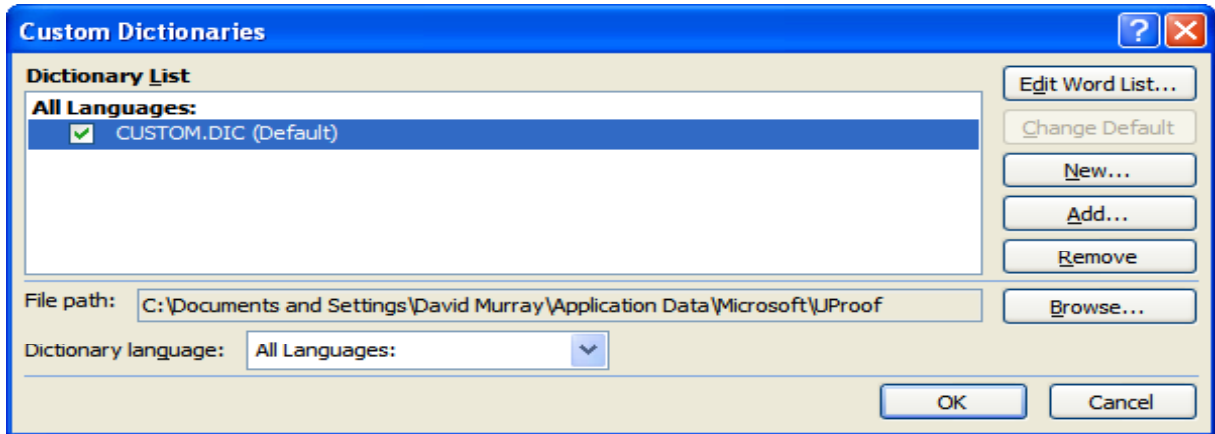 Custom Dictionaries
Dictionary List
All Languages:
CUSTOM.DIC (Default)
Edit Word List...
Change Default
New...
Add...
Remove
File path: C:\Documents and Settings\David Murray\Application Data\Microsoft\UProof Browse...
Dictionary language: All Languages:
OK Cancel